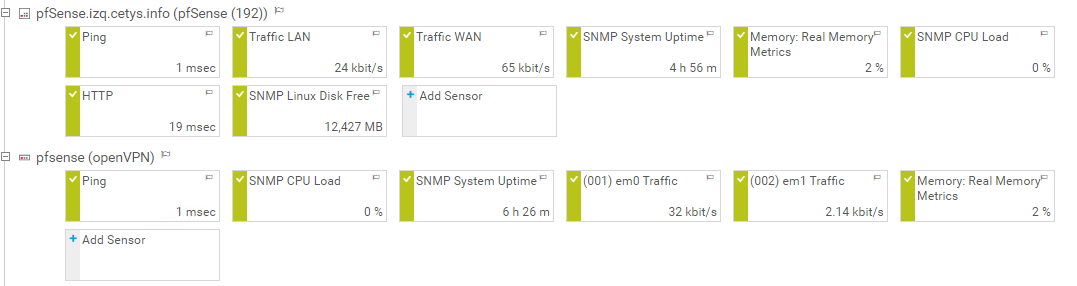 pfSense.izq.cetys.info (pfSense (192))
Ping
1 msec
Traffic LAN
24 kbit/s
Traffic WAN
65 kbit/s
SNMP System Uptime
4 h 56 m
Memory: Real Memory
Metrics
2 %
SNMP CPU Load
0 %
HTTP
19 msec
SNMP Linux Disk Free
12,427 MB
+ Add Sensor
pfsense (openVPN)
Ping
1 msec
SNMP CPU Load
0 %
SNMP System Uptime
6 h 26 m
(001) em0 Traffic
32 kbit/s
(002) em1 Traffic
2.14 kbit/s
Memory: Real Memory
Metrics
2 %
+ Add Sensor